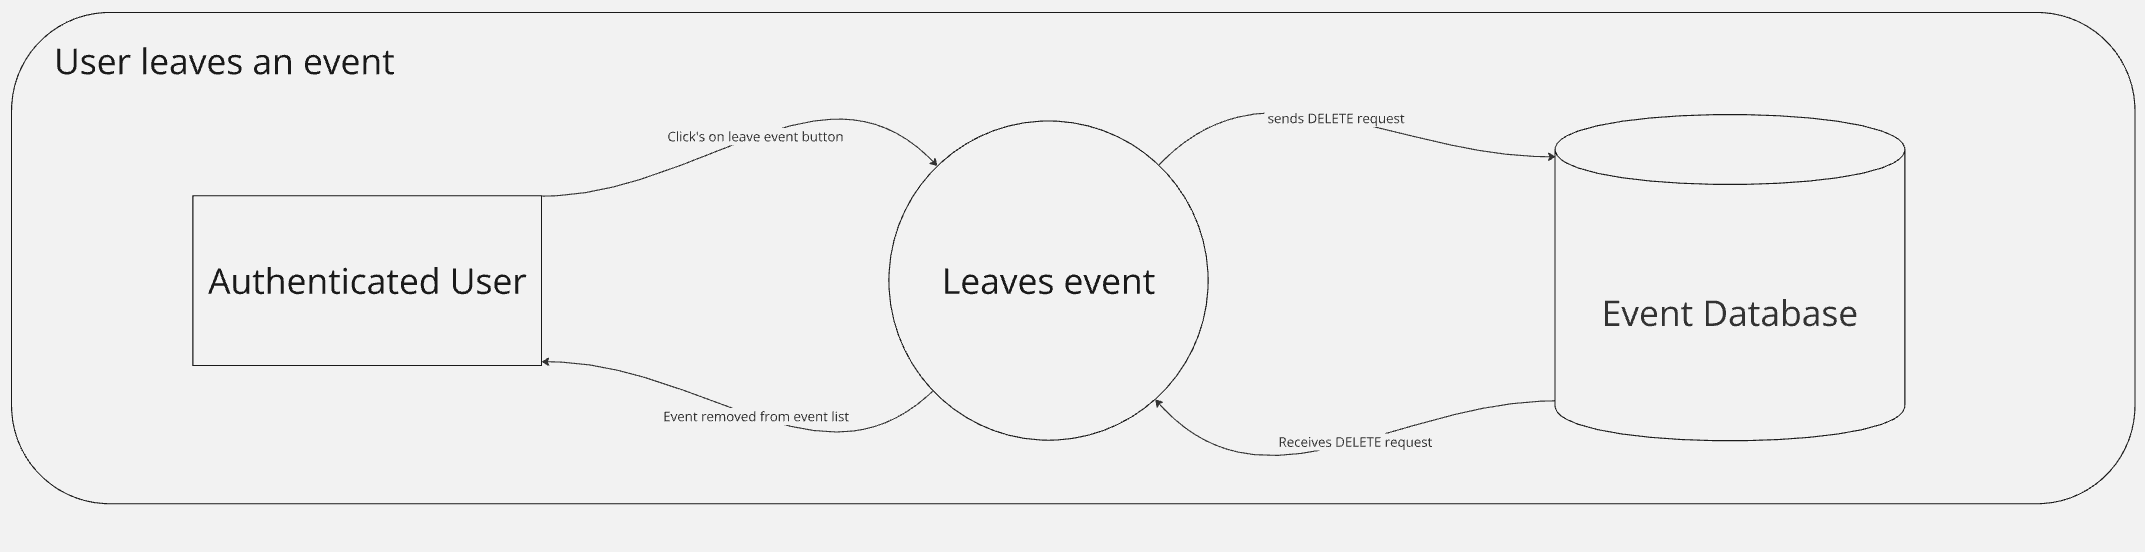 User leaves an event
Click's on leave event button
sends DELETE request
Authenticated User
Leaves event
Event Database
Event removed from event list
Receives DELETE request